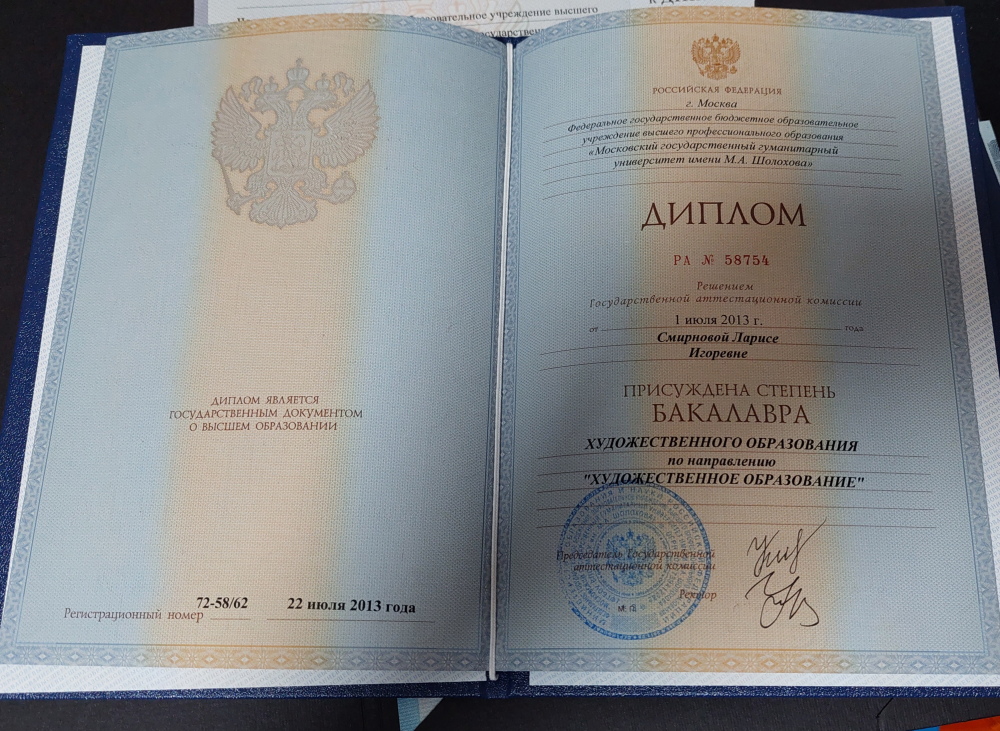 овательное учреждение высшего
ДИПЛОМ ЯВЛЯЕТСЯ
ГОСУДАРСТВЕННЫМ ДОКУМЕНТОМ
О ВЫСШЕМ ОБРАЗОВАНИИ
Регистрационный номер 72-58/62 22 июля 2013 года
РОССИЙСКАЯ ФЕДЕРАЦИЯ
г. Москва
Федеральное государственное бюджетное образовательное
учреждение высшего профессионального образования
«Московский государственный гуманитарный
университет имени М.А. Шолохова»
ДИПЛОМ
РА № 58754
Решением
Государственной аттестационной комиссии
от 1 июля 2013 г. года
Смирновой Ларисе
Игоревне
ПРИСУЖДЕНА СТЕПЕНЬ
БАКАЛАВРА
ХУДОЖЕСТВЕННОГО ОБРАЗОВАНИЯ
по направлению
"ХУДОЖЕСТВЕННОЕ ОБРАЗОВАНИЕ"
Председатель Государственной
аттестационной комиссии
Ректор